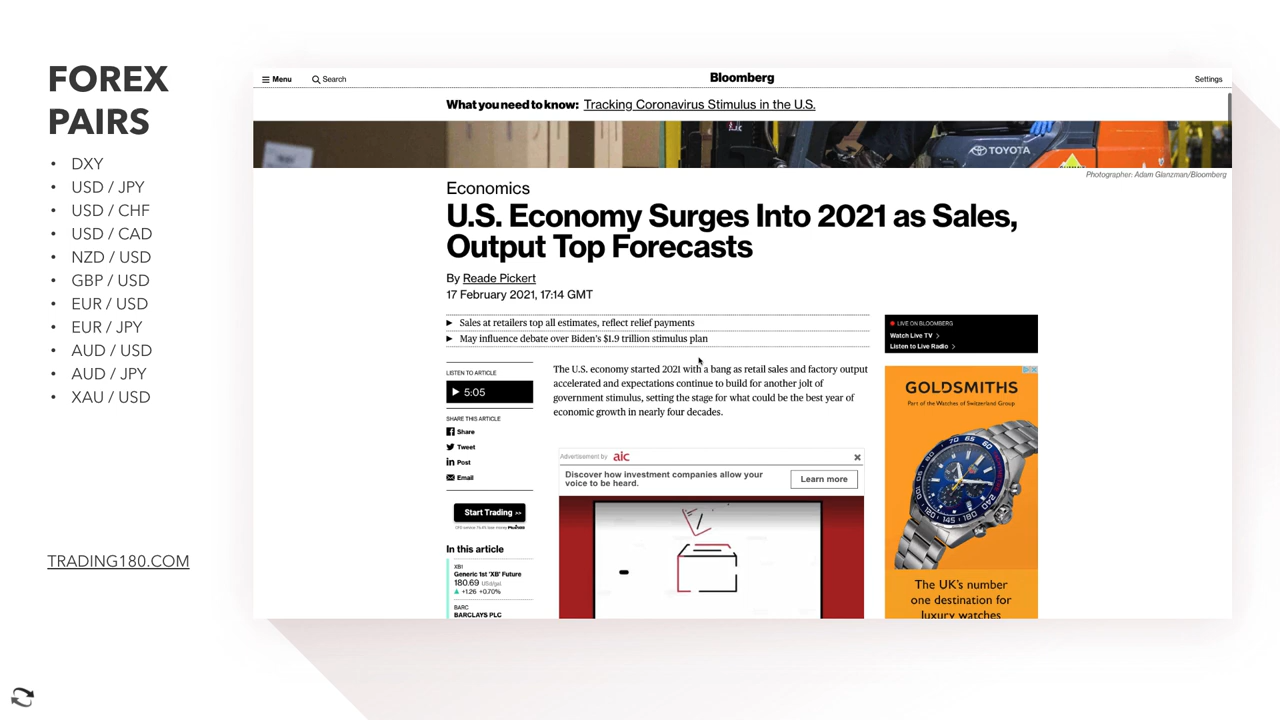 FOREX
PAIRS
• DXY
• USD / JPY
• USD / CHF
• USD / CAD
• NZD / USD
• GBP / USD
• EUR / USD
• EUR / JPY
• AUD / USD
• AUD / JPY
• XAU / USD
TRADING180.COM
Menu
Search
Bloomberg
Settings
What you need to know: Tracking Coronavirus Stimulus in the U.S.
TOYOTA
Photographer: Adam Glanzman/Bloomberg
Economics
U.S. Economy Surges Into 2021 as Sales,
Output Top Forecasts
By Reade Pickert
17 February 2021, 17:14 GMT
► Sales at retailers top all estimates, reflect relief payments
► May influence debate over Biden's $1.9 trillion stimulus plan
LISTEN TO ARTICLE
5:05
SHARE THIS ARTICLE
Share
Tweet
Post
Email
Start Trading >>
In this article
XB1
Generic 1st 'XB' Future
180.69 USd/gal.
▲ +1.26 +0.70%
BARC
BARCLAYS PLC
The U.S. economy started 2021 with a bang as retail sales and factory output
accelerated and expectations continue to build for another jolt of
government stimulus, setting the stage for what could be the best year of
economic growth in nearly four decades.
Advertisement by aic
Discover how investment companies allow your
voice to be heard.
Learn more
LIVE ON BLOOMBERG
Watch Live TV >
Listen to Live Radio >
GOLDSMITHS
Part of the Watches of Switzerland Group
The UK's number
one destination for
luxury watches